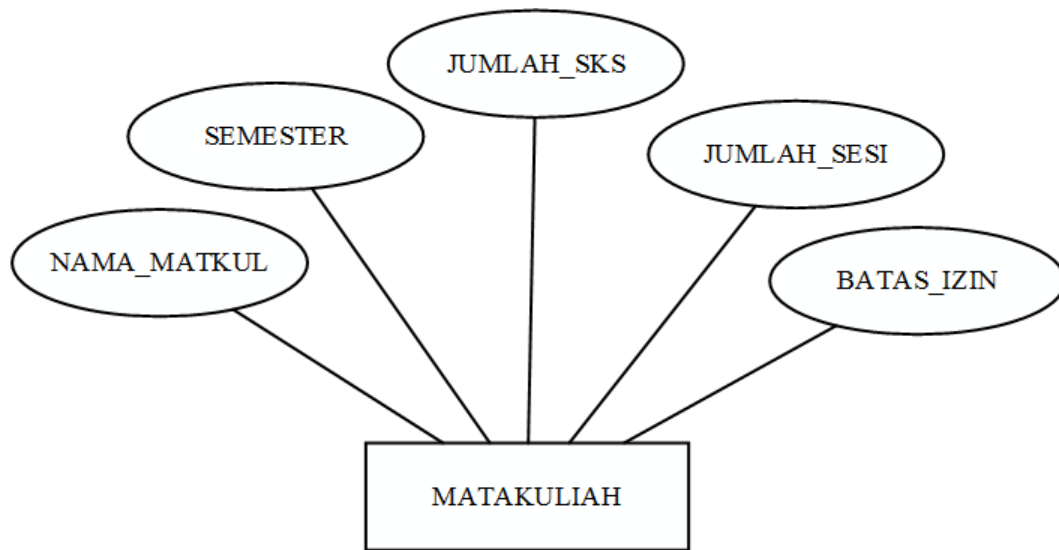 JUMLAH_SKS
SEMESTER
JUMLAH_SESI
NAMA_MATKUL
BATAS_IZIN
MATAKULIAH